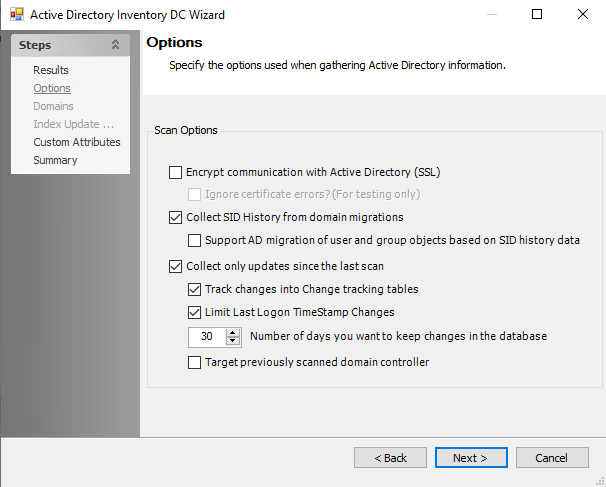 Active Directory Inventory DC Wizard
Steps
Results
Options
Domains
Index Update ...
Custom Attributes
Summary
Options
Specify the options used when gathering Active Directory information.
Scan Options
Encrypt communication with Active Directory (SSL)
Ignore certificate errors? (For testing only)
Collect SID History from domain migrations
Support AD migration of user and group objects based on SID history data
Collect only updates since the last scan
Track changes into Change tracking tables
Limit Last Logon TimeStamp Changes
30 Number of days you want to keep changes in the database
Target previously scanned domain controller
< Back Next > Cancel